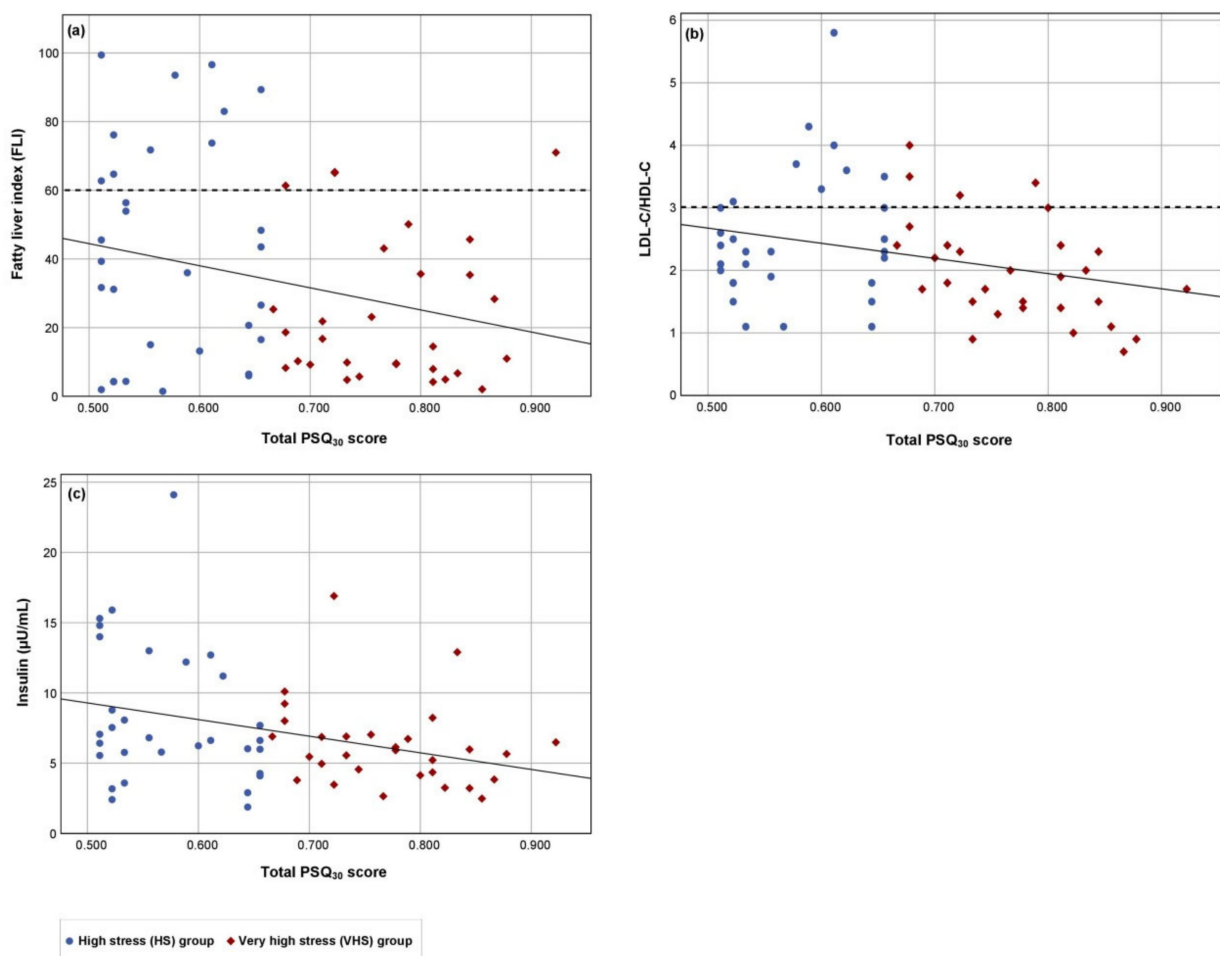 (a)
100
80
60
40
20
0
Fatty liver index (FLI)
0.500 0.600 0.700 0.800 0.900
Total PSQ₃₀ score
(b)
6
5
4
3
2
1
0
LDL-C/HDL-C
0.500 0.600 0.700 0.800 0.900
Total PSQ₃₀ score
(c)
25
20
15
10
5
0
Insulin (µU/mL)
0.500 0.600 0.700 0.800 0.900
Total PSQ₃₀ score
High stress (HS) group Very high stress (VHS) group